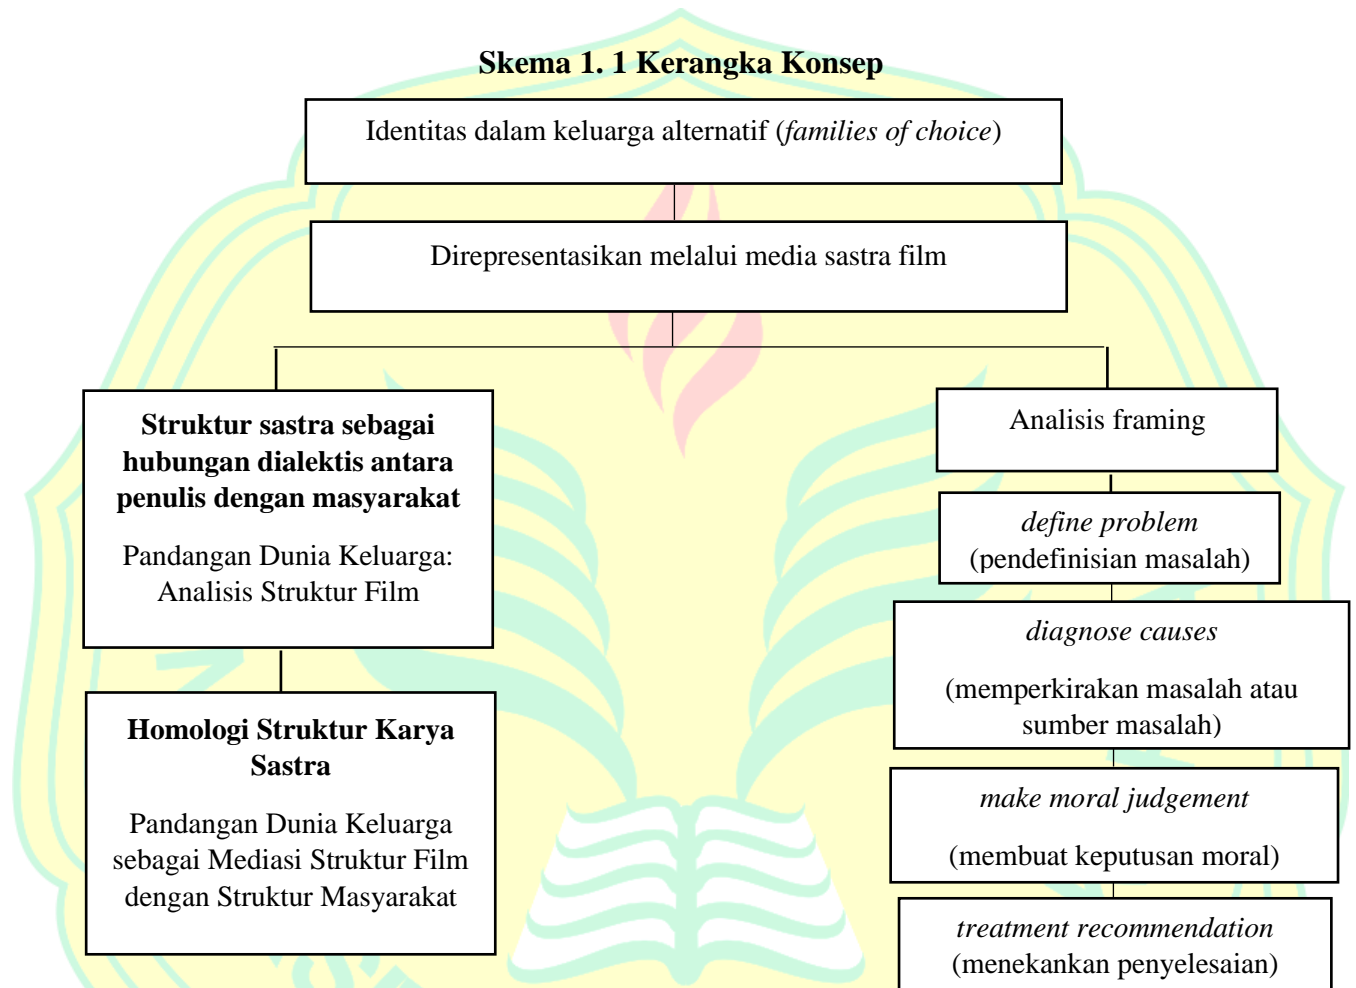 Skema 1. 1 Kerangka Konsep
Identitas dalam keluarga alternatif (families of choice)
Direpresentasikan melalui media sastra film
Struktur sastra sebagai
hubungan dialektis antara
penulis dengan masyarakat
Pandangan Dunia Keluarga:
Analisis Struktur Film
Homologi Struktur Karya
Sastra
Pandangan Dunia Keluarga
sebagai Mediasi Struktur Film
dengan Struktur Masyarakat
Analisis framing
define problem
(pendefinisian masalah)
diagnose causes
(memperkirakan masalah atau
sumber masalah)
make moral judgement
(membuat keputusan moral)
treatment recommendation
(menekankan penyelesaian)